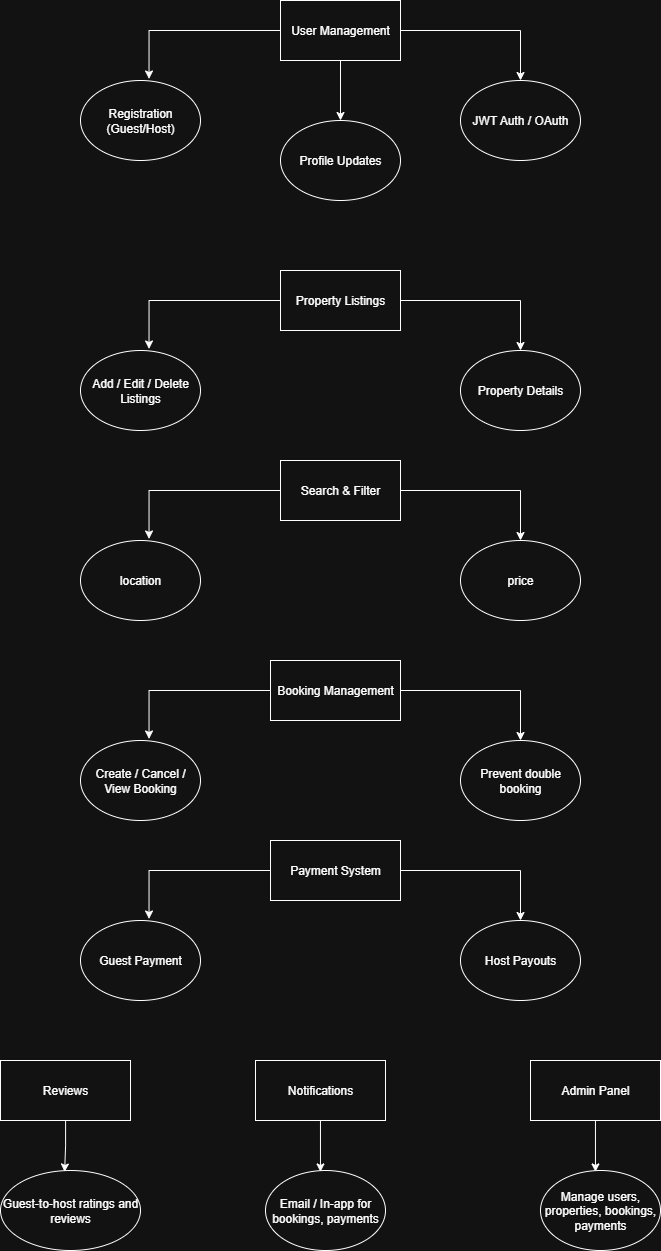 User Management
Registration
(Guest/Host)
JWT Auth / OAuth
Profile Updates
Property Listings
Add / Edit / Delete
Listings
Property Details
Search & Filter
location
price
Booking Management
Create / Cancel /
View Booking
Prevent double
booking
Payment System
Guest Payment
Host Payouts
Reviews
Notifications
Admin Panel
Guest-to-host ratings and
reviews
Email / In-app for
bookings, payments
Manage users,
properties, bookings,
payments